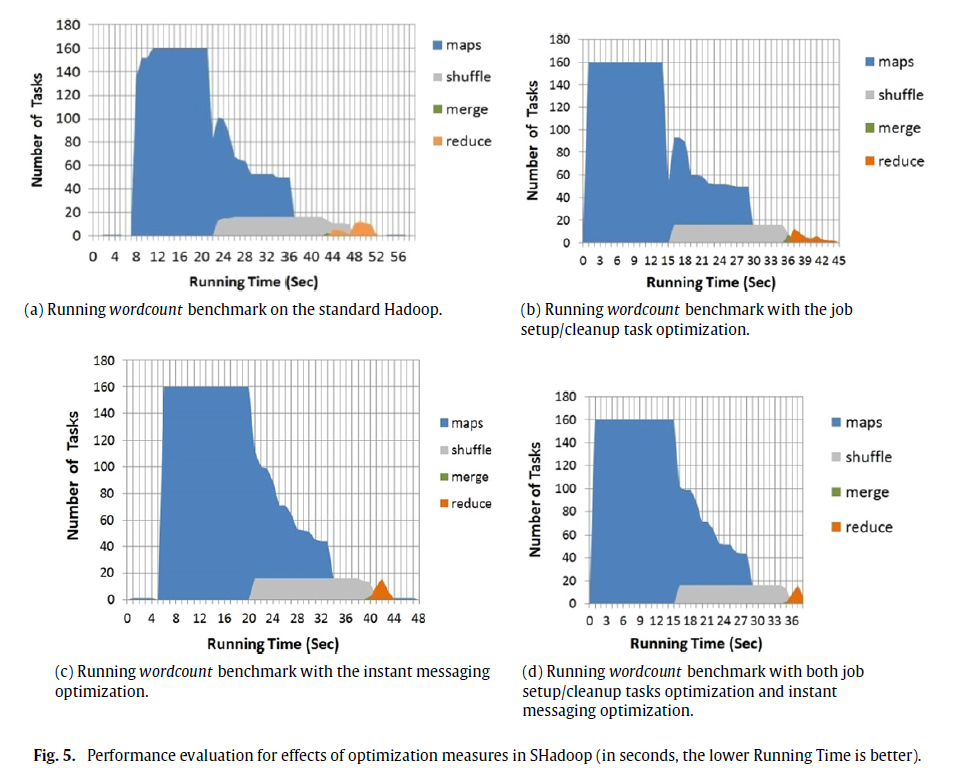 180
160
140
120
100
80
60
40
20
0
Number of Tasks
0 4 8 12 16 20 24 28 32 36 40 44 48 52 56
Running Time (Sec)
maps
shuffle
merge
reduce
(a) Running wordcount benchmark on the standard Hadoop.
180
160
140
120
100
80
60
40
20
0
Number of Tasks
0 3 6 9 12 15 18 21 24 27 30 33 36 39 42 45
Running Time (Sec)
maps
shuffle
merge
reduce
(b) Running wordcount benchmark with the job
setup/cleanup task optimization.
180
160
140
120
100
80
60
40
20
0
Number of Tasks
0 4 8 12 16 20 24 28 32 36 40 44 48
Running Time (Sec)
maps
shuffle
merge
reduce
(c) Running wordcount benchmark with the instant messaging
optimization.
180
160
140
120
100
80
60
40
20
0
Number of Tasks
0 3 6 9 12 15 18 21 24 27 30 33 36
Running Time (Sec)
maps
shuffle
merge
reduce
(d) Running wordcount benchmark with both job
setup/cleanup tasks optimization and instant
messaging optimization.
Fig. 5. Performance evaluation for effects of optimization measures in SHadoop (in seconds, the lower Running Time is better).